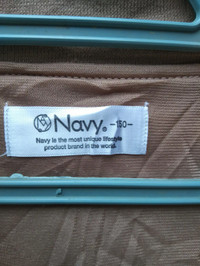 Navy. -130-
Navy is the most unique lifestyle
product brand in the world.